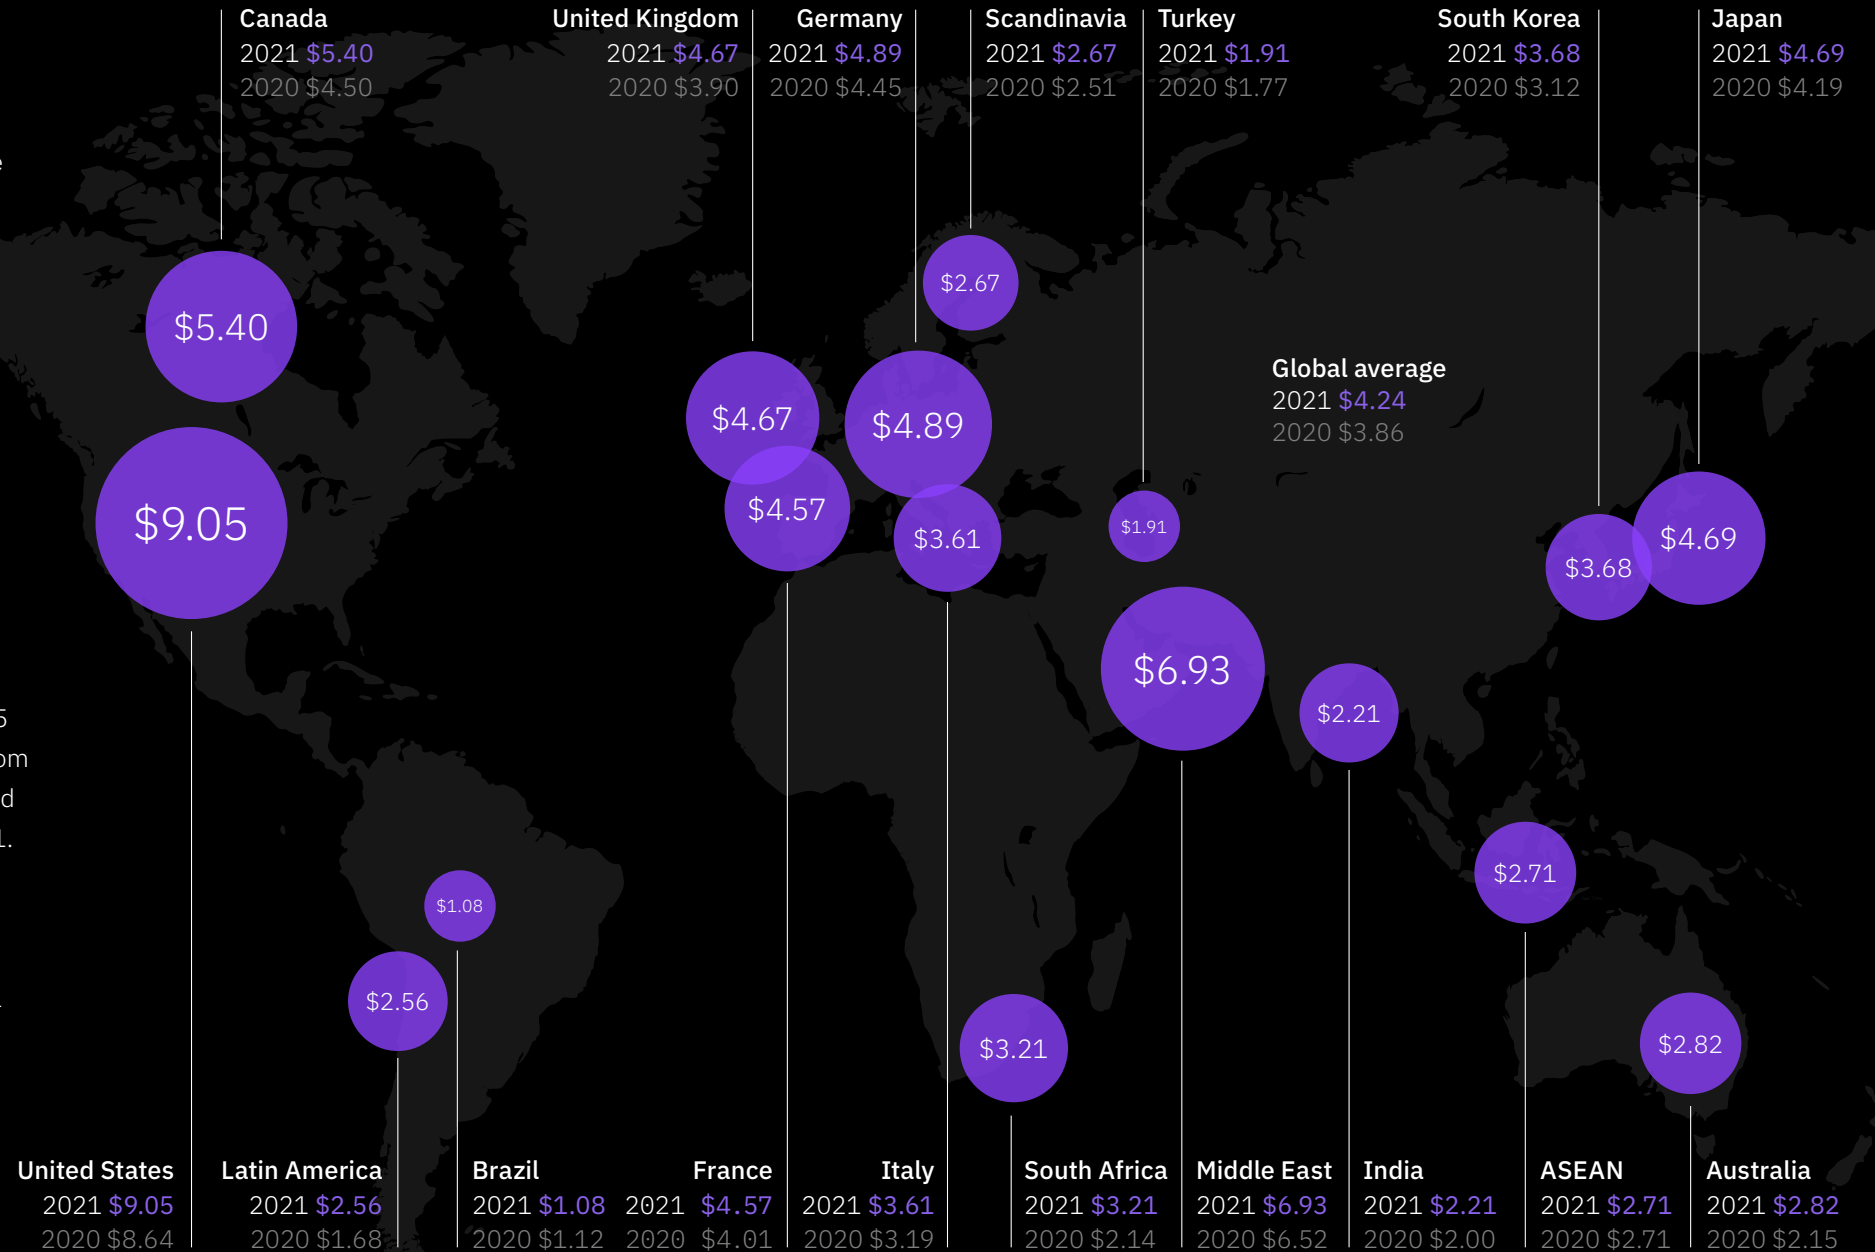 Canada
2021 $5.40
2020 $4.50
United Kingdom
2021 $4.67
2020 $3.90
Germany
2021 $4.89
2020 $4.45
Scandinavia
2021 $2.67
2020 $2.51
Turkey
2021 $1.91
2020 $1.77
South Korea
2021 $3.68
2020 $3.12
Japan
2021 $4.69
2020 $4.19
$2.67
$5.40
Global average
2021 $4.24
2020 $3.86
$4.67
$4.89
$9.05
$4.57
$3.61
$1.91
$3.68
$4.69
$6.93
$2.21
5
om
d
1.
$2.71
$1.08
$2.56
$3.21
$2.82
United States
2021 $9.05
2020 $8.64
Latin America
2021 $2.56
2020 $1.68
Brazil
2021 $1.08
2020 $1.12
France
2021 $4.57
2020 $4.01
Italy
2021 $3.61
2020 $3.19
South Africa
2021 $3.21
2020 $2.14
Middle East
2021 $6.93
2020 $6.52
India
2021 $2.21
2020 $2.00
ASEAN
2021 $2.71
2020 $2.71
Australia
2021 $2.82
2020 $2.15